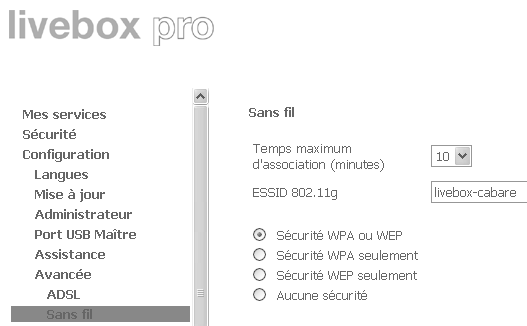 livebox pro
Mes services
Sécurité
Configuration
Langues
Mise à jour
Administrateur
Port USB Maître
Assistance
Avancée
ADSL
Sans fil
Sans fil
Temps maximum
d'association (minutes)
10
ESSID 802.11g
livebox-cabare
Sécurité WPA ou WEP
Sécurité WPA seulement
Sécurité WEP seulement
Aucune sécurité